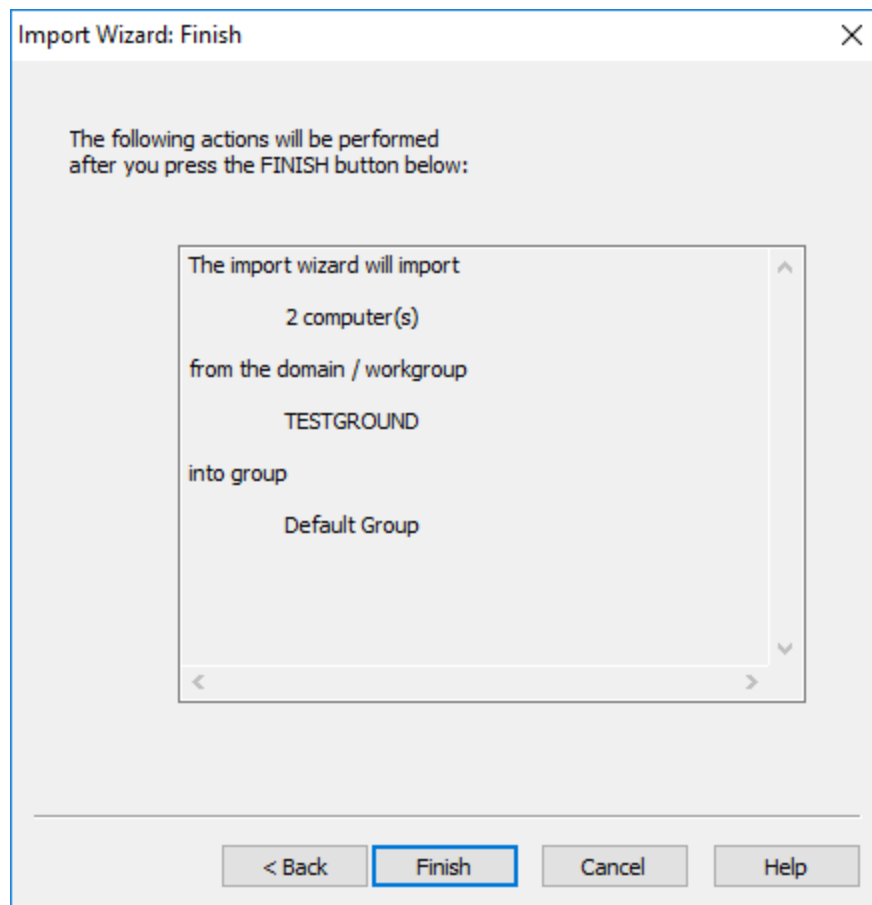 Import Wizard: Finish
The following actions will be performed
after you press the FINISH button below:
The import wizard will import
2 computer(s)
from the domain / workgroup
TESTGROUND
into group
Default Group
< Back
Finish
Cancel
Help